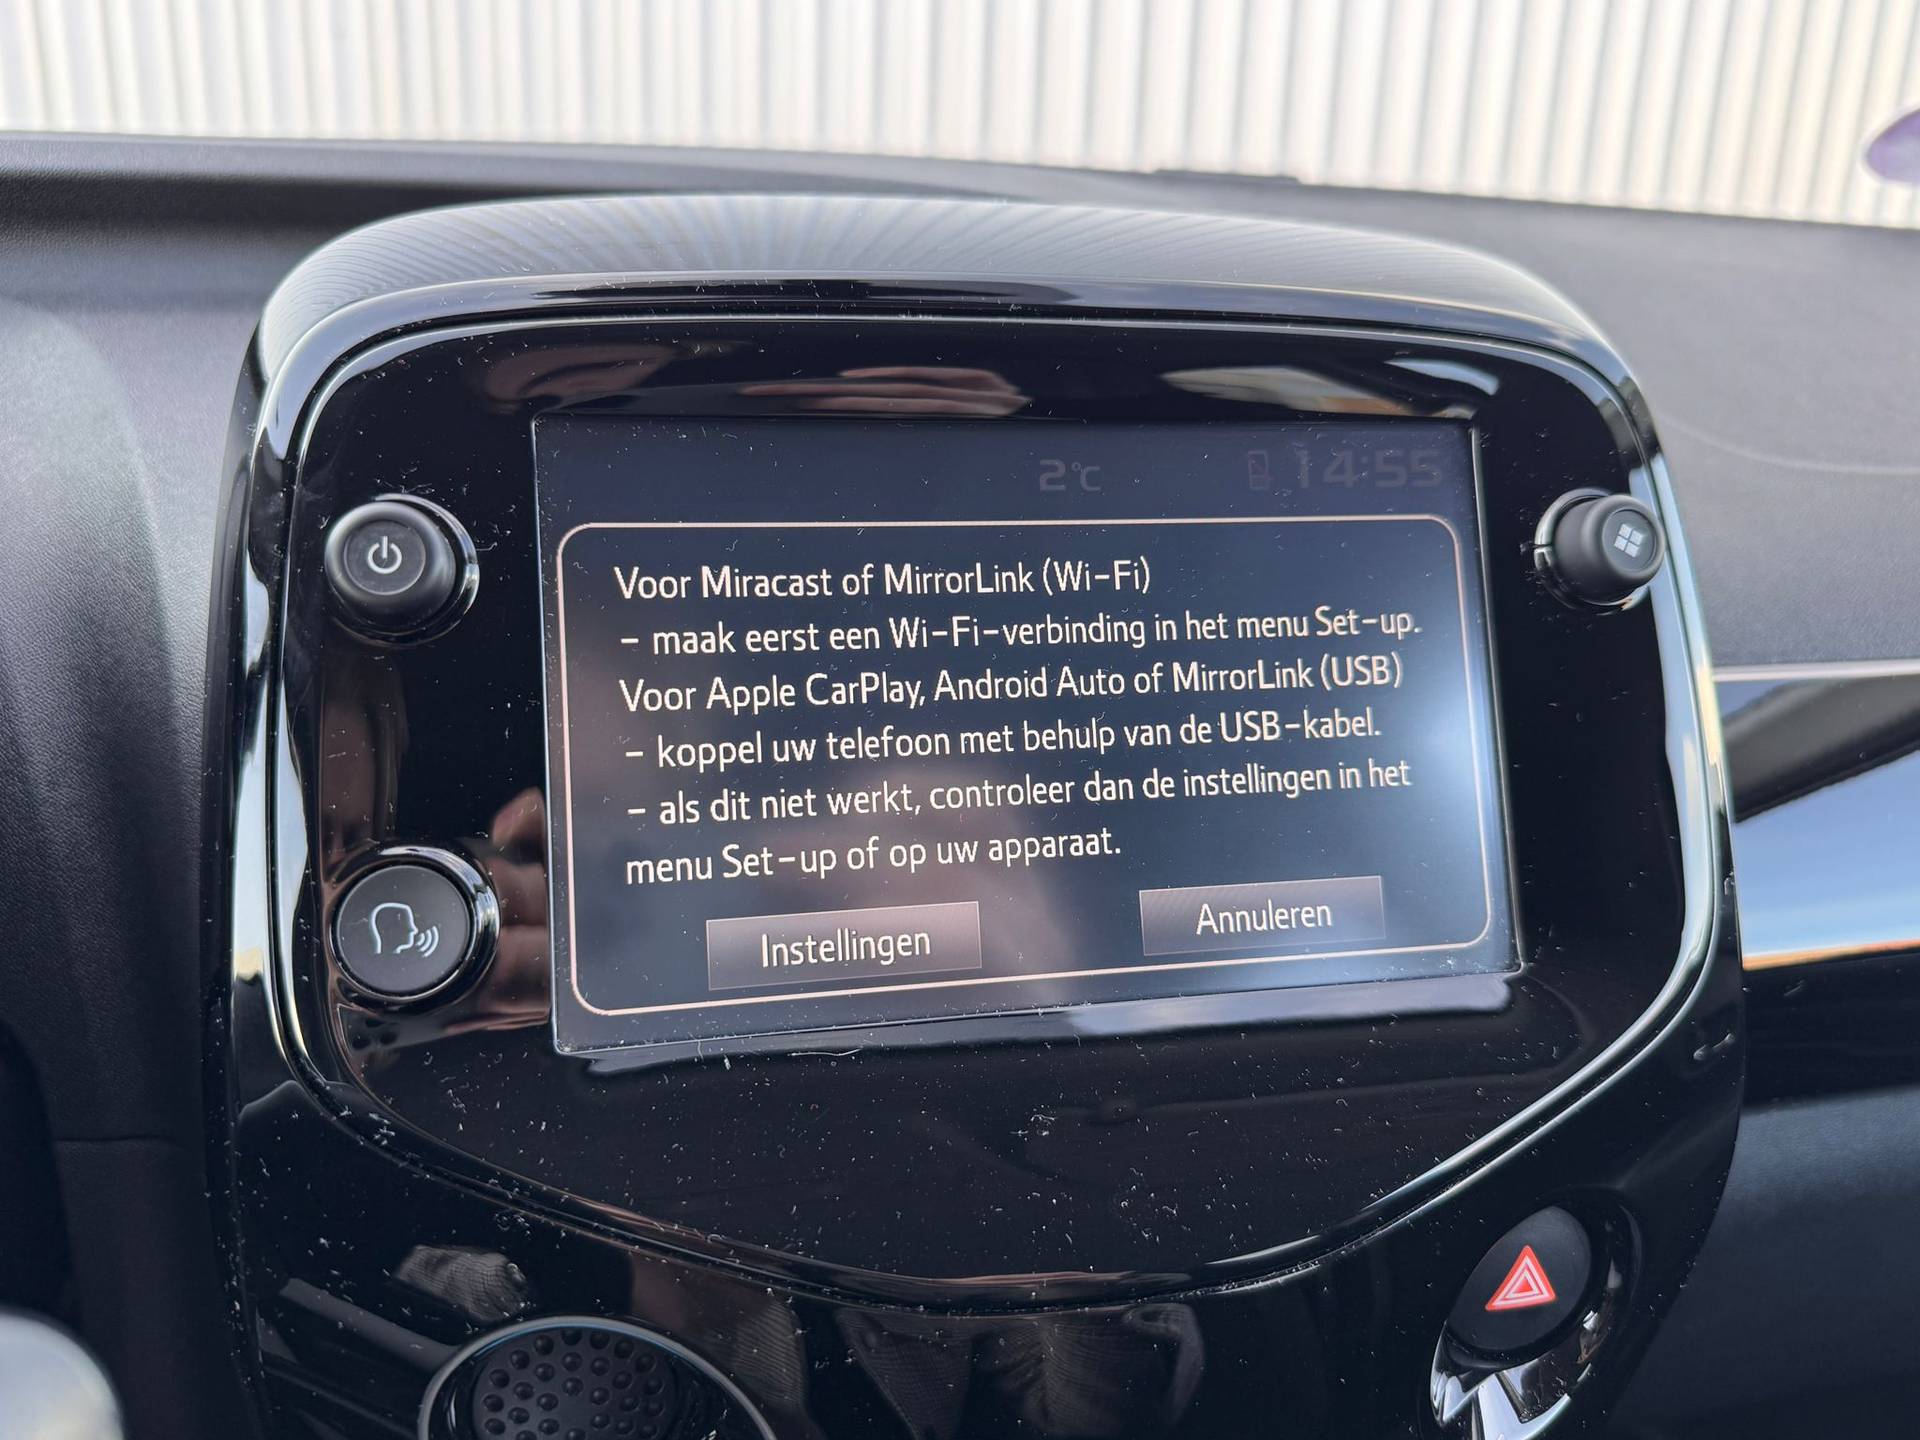 2°C 14:55
Voor Miracast of MirrorLink (Wi-Fi)
- maak eerst een Wi-Fi-verbinding in het menu Set-up.
Voor Apple CarPlay, Android Auto of MirrorLink (USB)
- koppel uw telefoon met behulp van de USB-kabel.
- als dit niet werkt, controleer dan de instellingen in het
menu Set-up of op uw apparaat.
Instellingen Annuleren